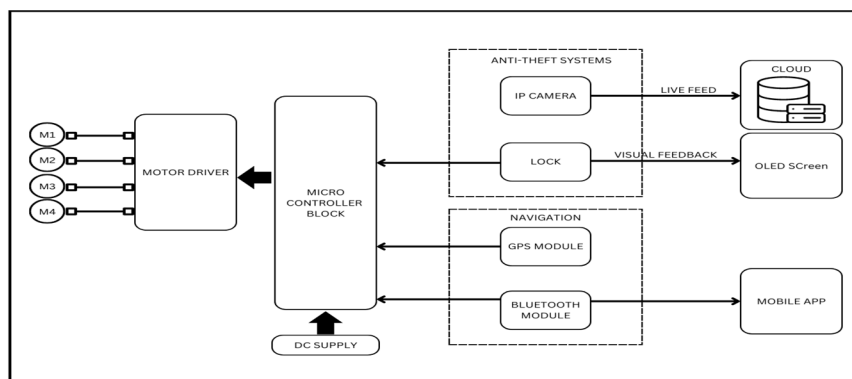 ANTI-THEFT SYSTEMS
CLOUD
IP CAMERA
LIVE FEED
M1
M2
M3
M4
MOTOR DRIVER
MICRO
CONTROLLER
BLOCK
LOCK
VISUAL FEEDBACK
OLED SCreen
NAVIGATION
GPS MODULE
BLUETOOTH
MODULE
MOBILE APP
DC SUPPLY